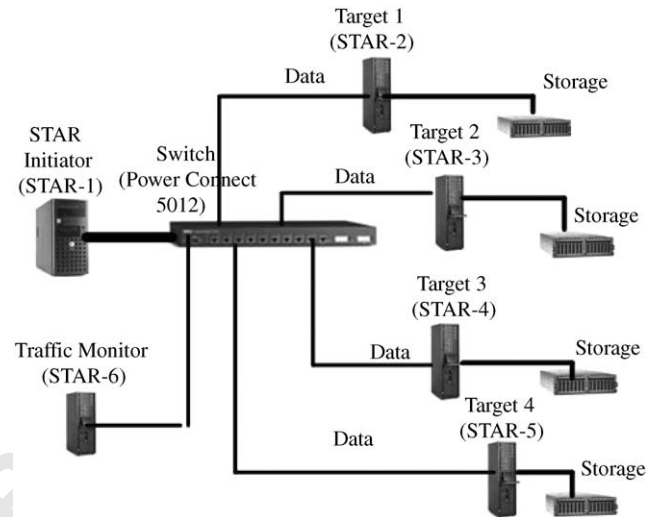 Target 1
(STAR-2)
Data
Storage
STAR
Initiator
(STAR-1)
Switch
(Power Connect
5012)
Target 2
(STAR-3)
Data
Storage
Target 3
(STAR-4)
Data
Storage
Traffic Monitor
(STAR-6)
Target 4
(STAR-5)
Data
Storage